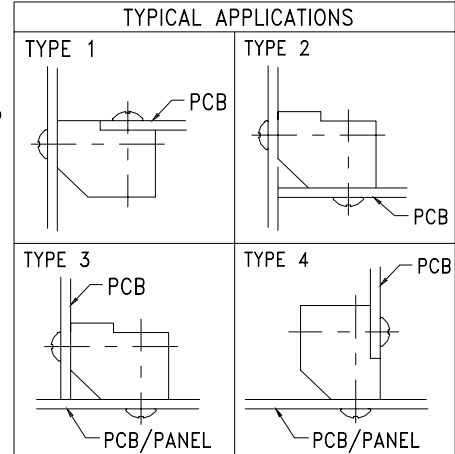 TYPICAL APPLICATIONS
TYPE 1
PCB
TYPE 2
PCB
TYPE 3
PCB
PCB/PANEL
TYPE 4
PCB
PCB/PANEL